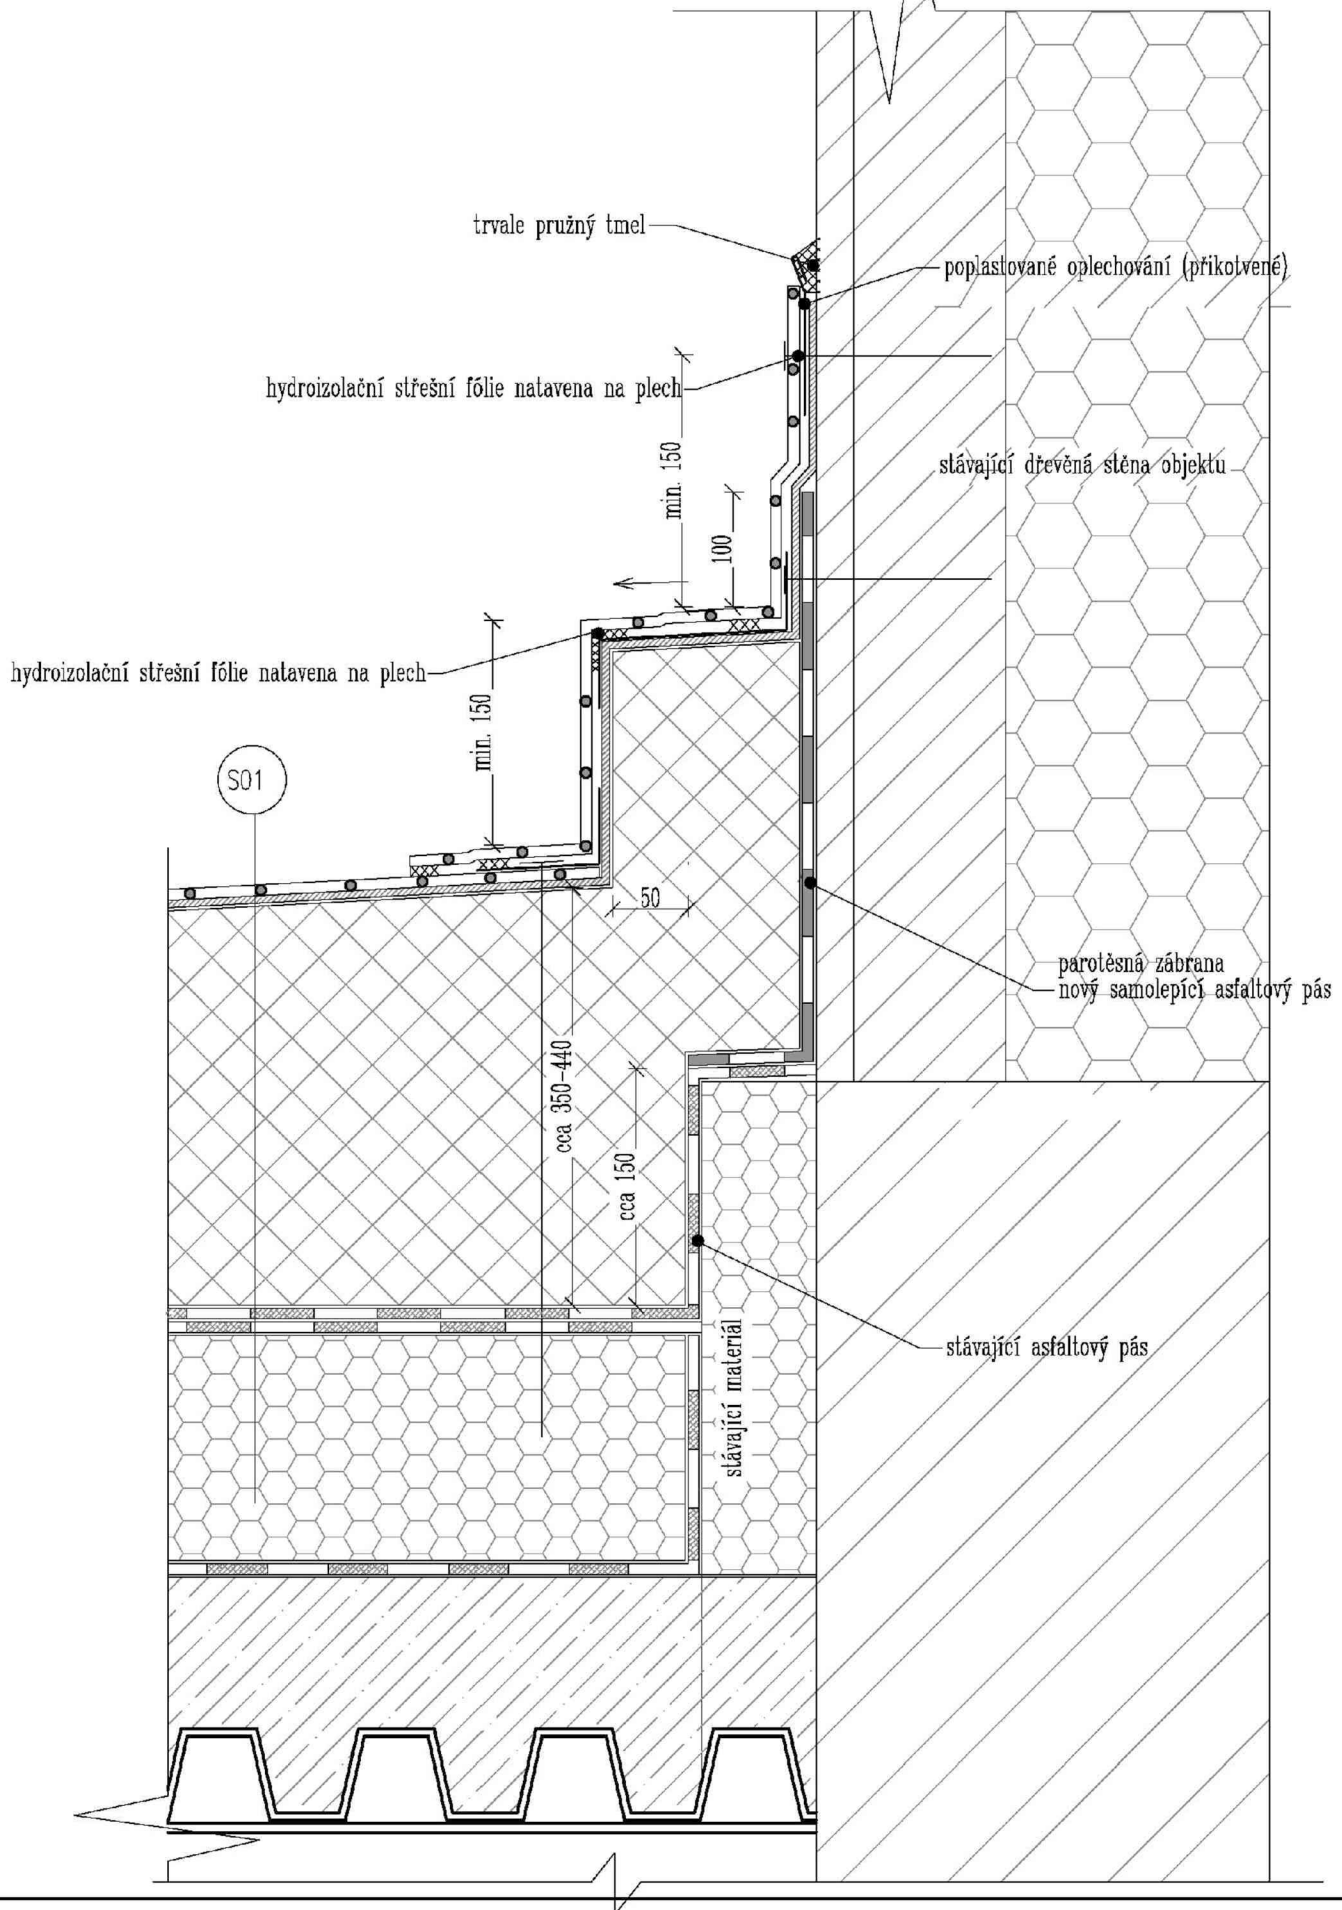 trvale pružný tmel
poplastované oplechování (přikotvené)
hydroizolační střešní fólie natavena na plech
min. 150
stávající dřevěná stěna objektu
100
hydroizolační střešní fólie natavena na plech
min. 150
S01
50
parotěsná zábrana
nový samolepící asfaltový pás
cca 350-440
cca 150
stávající materiál
stávající asfaltový pás